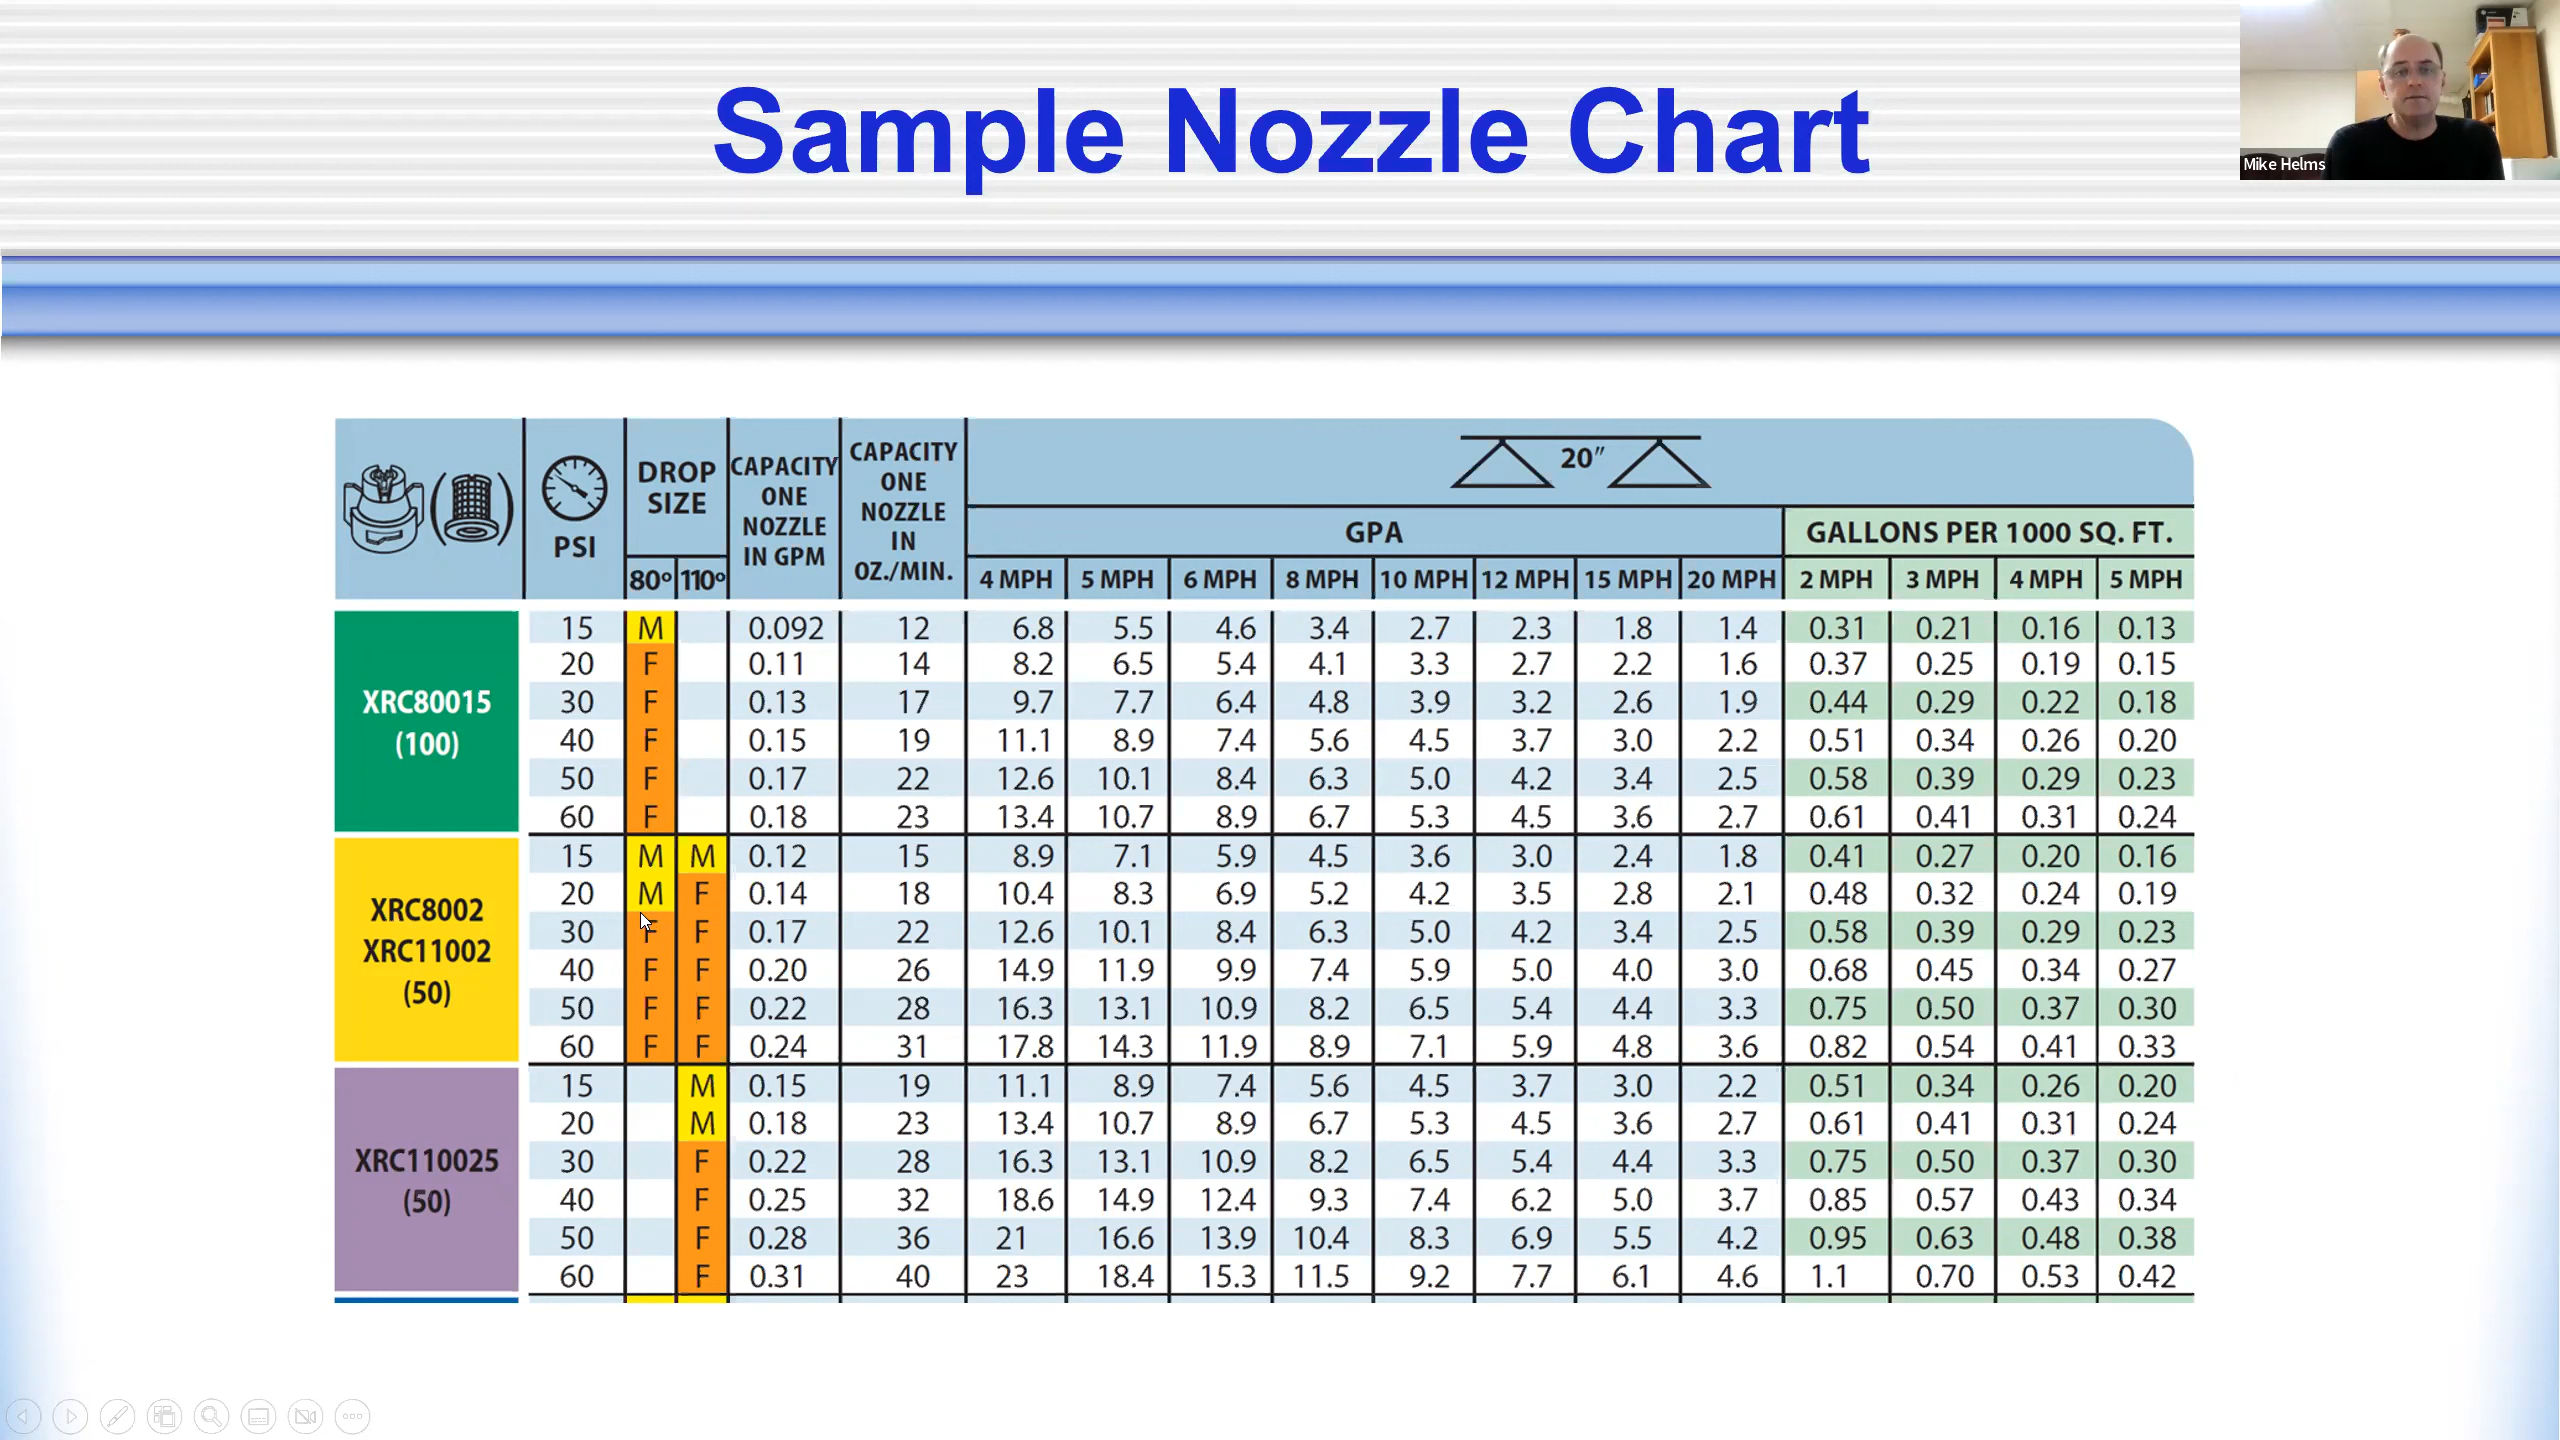 Sample Nozzle Chart
Mike Helms
PSI
DROP SIZE
80º 110º
CAPACITY ONE NOZZLE IN GPM
CAPACITY ONE NOZZLE IN OZ./MIN.
20″
GPA
GALLONS PER 1000 SQ. FT.
4 MPH 5 MPH 6 MPH 8 MPH 10 MPH 12 MPH 15 MPH 20 MPH 2 MPH 3 MPH 4 MPH 5 MPH
XRC80015
(100)
15 M 0.092 12 6.8 5.5 4.6 3.4 2.7 2.3 1.8 1.4 0.31 0.21 0.16 0.13
20 F 0.11 14 8.2 6.5 5.4 4.1 3.3 2.7 2.2 1.6 0.37 0.25 0.19 0.15
30 F 0.13 17 9.7 7.7 6.4 4.8 3.9 3.2 2.6 1.9 0.44 0.29 0.22 0.18
40 F 0.15 19 11.1 8.9 7.4 5.6 4.5 3.7 3.0 2.2 0.51 0.34 0.26 0.20
50 F 0.17 22 12.6 10.1 8.4 6.3 5.0 4.2 3.4 2.5 0.58 0.39 0.29 0.23
60 F 0.18 23 13.4 10.7 8.9 6.7 5.3 4.5 3.6 2.7 0.61 0.41 0.31 0.24
XRC8002
XRC11002
(50)
15 M M 0.12 15 8.9 7.1 5.9 4.5 3.6 3.0 2.4 1.8 0.41 0.27 0.20 0.16
20 M F 0.14 18 10.4 8.3 6.9 5.2 4.2 3.5 2.8 2.1 0.48 0.32 0.24 0.19
30 F F 0.17 22 12.6 10.1 8.4 6.3 5.0 4.2 3.4 2.5 0.58 0.39 0.29 0.23
40 F F 0.20 26 14.9 11.9 9.9 7.4 5.9 5.0 4.0 3.0 0.68 0.45 0.34 0.27
50 F F 0.22 28 16.3 13.1 10.9 8.2 6.5 5.4 4.4 3.3 0.75 0.50 0.37 0.30
60 F F 0.24 31 17.8 14.3 11.9 8.9 7.1 5.9 4.8 3.6 0.82 0.54 0.41 0.33
XRC110025
(50)
15 M 0.15 19 11.1 8.9 7.4 5.6 4.5 3.7 3.0 2.2 0.51 0.34 0.26 0.20
20 M 0.18 23 13.4 10.7 8.9 6.7 5.3 4.5 3.6 2.7 0.61 0.41 0.31 0.24
30 F 0.22 28 16.3 13.1 10.9 8.2 6.5 5.4 4.4 3.3 0.75 0.50 0.37 0.30
40 F 0.25 32 18.6 14.9 12.4 9.3 7.4 6.2 5.0 3.7 0.85 0.57 0.43 0.34
50 F 0.28 36 21 16.6 13.9 10.4 8.3 6.9 5.5 4.2 0.95 0.63 0.48 0.38
60 F 0.31 40 23 18.4 15.3 11.5 9.2 7.7 6.1 4.6 1.1 0.70 0.53 0.42